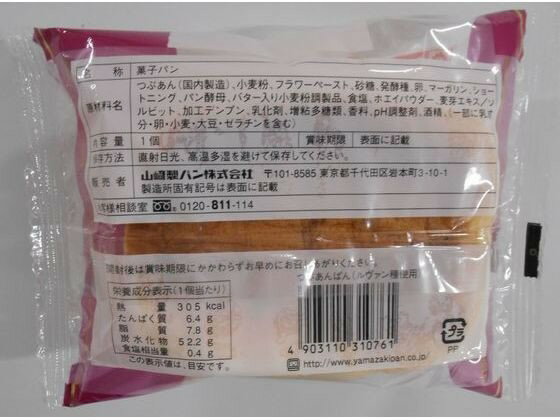 名 称 菓子パン
原材料名 つぶあん(国内製造)、小麦粉、フラワーペースト、砂糖、発酵種、卵、マーガリン、ショー
トニング、パン酵母、バター入り小麦粉調製品、食塩、ホエイパウダー、麦芽エキス/ソ
ルビット、加工デンプン、乳化剤、増粘多糖類、香料、pH調整剤、酒精、(一部に乳成
分・卵・小麦・大豆・ゼラチンを含む)
内容量 1個 賞味期限 表面に記載
保存方法 直射日光、高温多湿を避けて保存してください。
販売者 山崎製パン株式会社 〒101-8585 東京都千代田区岩本町3-10-1
製造所固有記号は表面に記載
お客様相談室 0120-811-114
開封後は賞味期限にかかわらずお早めにお召しあがりください。
つぶあんぱん(ルヴァン種使用
栄養成分表示(1個当たり)
熱 量 305 kcal
たんぱく質 6.4 g
脂 質 7.8 g
炭水化物 52.2 g
食塩相当量 0.4 g
この表示値は、目安です。
4 903110 310761
http://www.yamazakipan.co.jp
プラ
PP